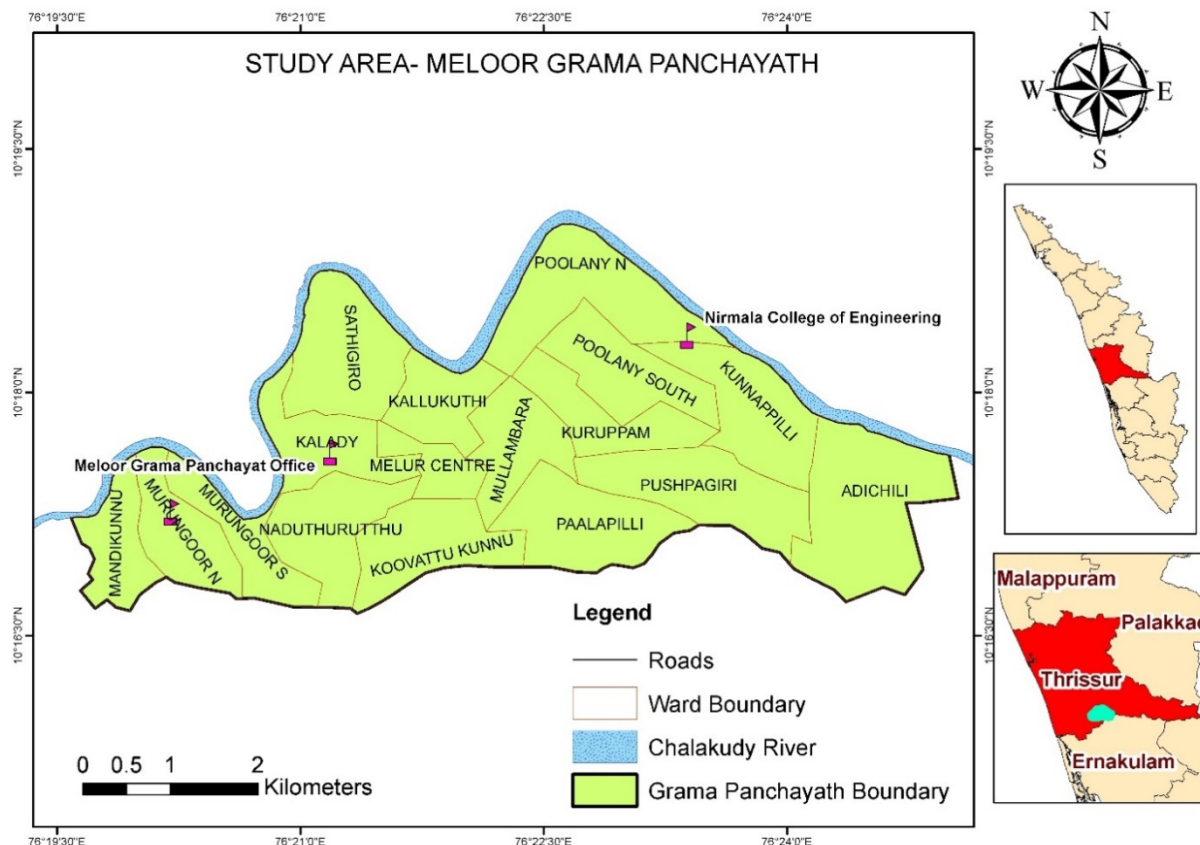 76°19'30"E
76°21'0"E
76°22'30"E
76°24'0"E
STUDY AREA- MELOOR GRAMA PANCHAYATH
N
W
E
S
10°19'30"N
10°19'30"N
POOLANY N
Nirmala College of Engineering
SATHIGIRO
POOLANY SOUTH
KUNNAPPILLI
10°18'0"N
10°18'0"N
KALLUKUTHI
MULLAMBARA
KURUPPAM
KALADY
Meloor Grama Panchayat Office
MELUR CENTRE
PUSHPAGIRI
ADICHILI
MANDIKUNNU
MURUNGOOR N
MURUNGOOR S
NADUTHURUTTHU
PAALAPILLI
KOOVATTU KUNNU
10°16'30"N
10°16'30"N
Legend
Roads
Ward Boundary
Chalakudy River
Grama Panchayath Boundary
0 0.5 1 2
Kilometers
Malappuram
Palakkad
Thrissur
Ernakulam
76°19'30"E
76°21'0"E
76°22'30"E
76°24'0"E